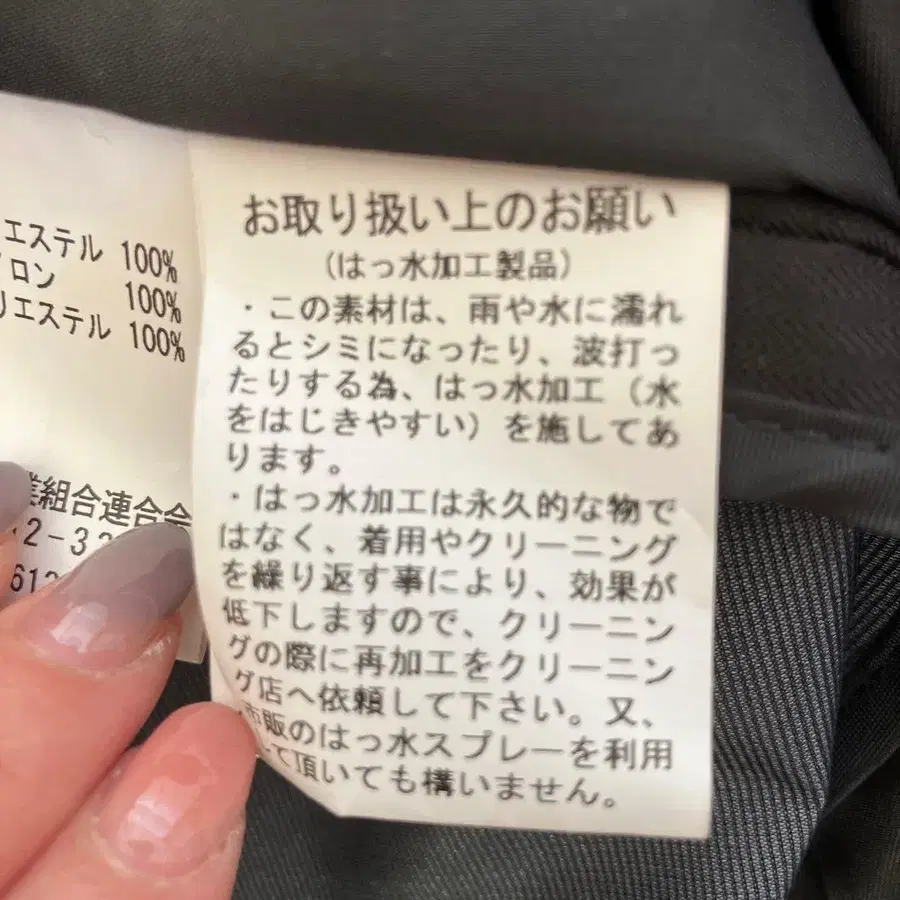 エステル 100%
ロン 100%
リエステル 100%
組合連合会
2-32
612
お取り扱い上のお願い
(はっ水加工製品)
・この素材は、雨や水に濡れ
るとシミになったり、波打っ
たりする為、はっ水加工(水
をはじきやすい)を施してあ
ります。
・はっ水加工は永久的な物で
はなく、着用やクリーニング
を繰り返す事により、効果が
低下しますので、クリーニン
グの際に再加工をクリーニン
グ店へ依頼して下さい。又、
市販のはっ水スプレーを利用
て頂いても構いません。